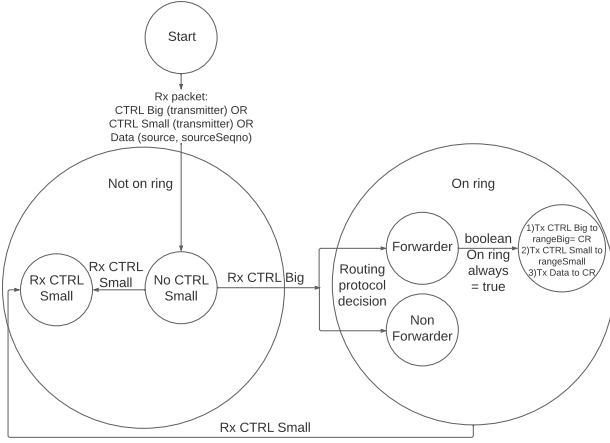 Start
Rx packet:
CTRL Big (transmitter) OR
CTRL Small (transmitter) OR
Data (source, sourceSeqno)
Not on ring
Rx CTRL
Small
Rx CTRL
Small
No CTRL
Small
Rx CTRL Big
On ring
Routing
protocol
decision
Forwarder
Non
Forwarder
boolean
On ring
always
= true
1)Tx CTRL Big to
rangeBig= CR
2)Tx CTRL Small to
rangeSmall
3)Tx Data to CR
Rx CTRL Small